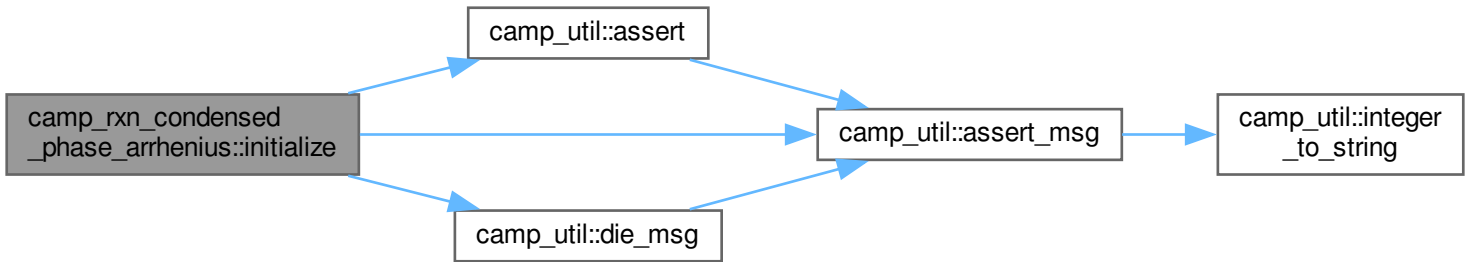 camp_rxn_condensed
_phase_arrhenius::initialize
camp_util::assert
camp_util::assert_msg
camp_util::die_msg
camp_util::integer
_to_string